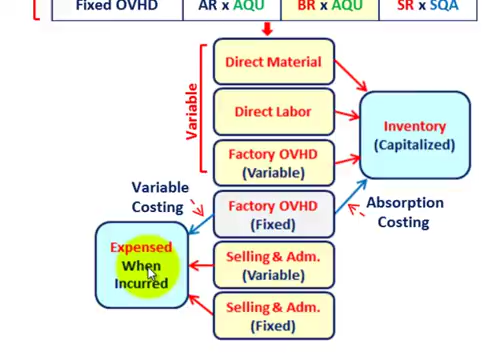 Fixed OVHD AR x AQU BR x AQU SR x SQA
Variable
Direct Material
Direct Labor
Factory OVHD
(Variable)
Inventory
(Capitalized)
Variable
Costing
Factory OVHD
(Fixed)
Absorption
Costing
Expensed
When
Incurred
Selling & Adm.
(Variable)
Selling & Adm.
(Fixed)